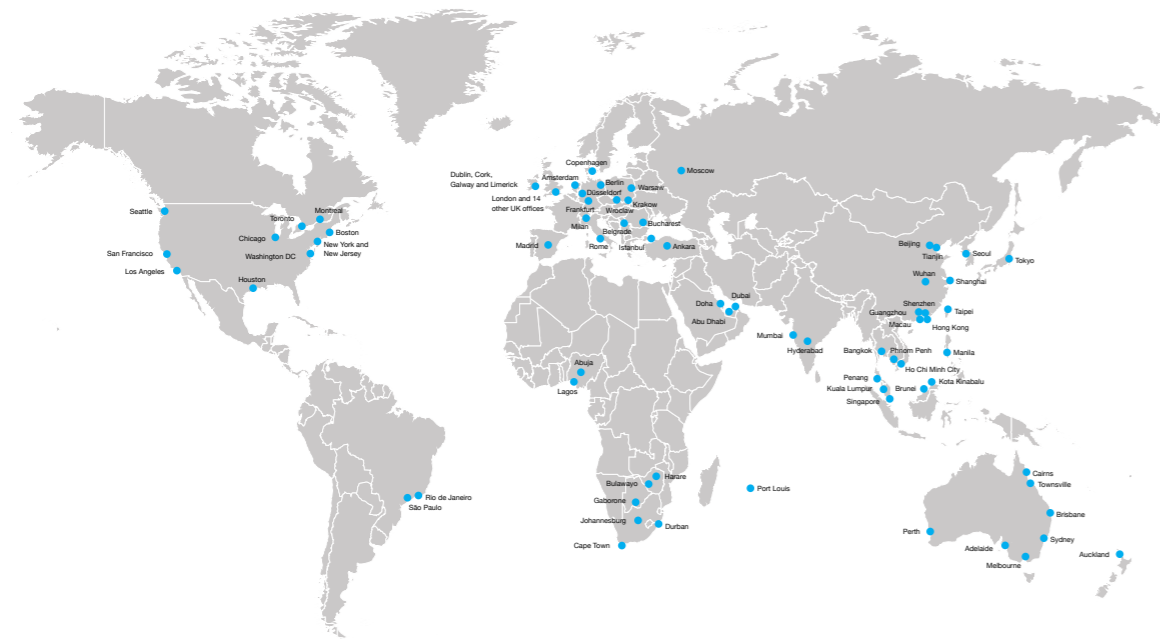 Seattle
San Francisco
Los Angeles
Houston
Chicago
Toronto
Montreal
Boston
New York and
New Jersey
Washington DC
Rio de Janeiro
São Paulo
Dublin, Cork,
Galway and Limerick
London and 14
other UK offices
Copenhagen
Amsterdam
Berlin
Düsseldorf
Warsaw
Frankfurt
Krakow
Wroclaw
Milan
Belgrade
Bucharest
Madrid
Rome
Istanbul
Ankara
Moscow
Doha
Dubai
Abu Dhabi
Abuja
Lagos
Harare
Bulawayo
Gaborone
Johannesburg
Durban
Cape Town
Port Louis
Mumbai
Hyderabad
Beijing
Tianjin
Seoul
Tokyo
Wuhan
Shanghai
Shenzhen
Guangzhou
Taipei
Macau
Hong Kong
Bangkok
Phnom Penh
Manila
Ho Chi Minh City
Penang
Kota Kinabalu
Kuala Lumpur
Brunei
Singapore
Cairns
Townsville
Brisbane
Perth
Sydney
Adelaide
Melbourne
Auckland